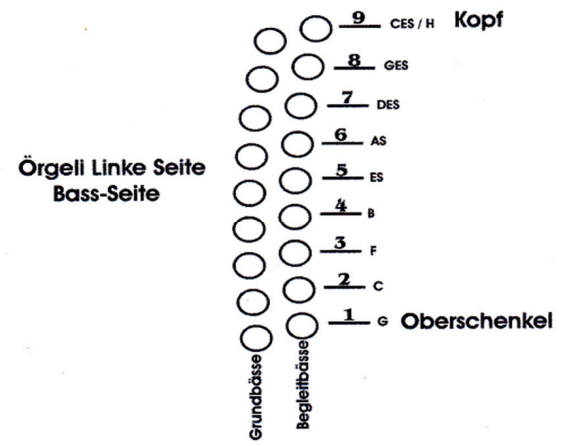 9 CES / H Kopf
8 GES
7 DES
6 AS
Örgeli Linke Seite
Bass-Seite
5 ES
4 B
3 F
2 C
1 G Oberschenkel
Grundbässe
Begleitbässe